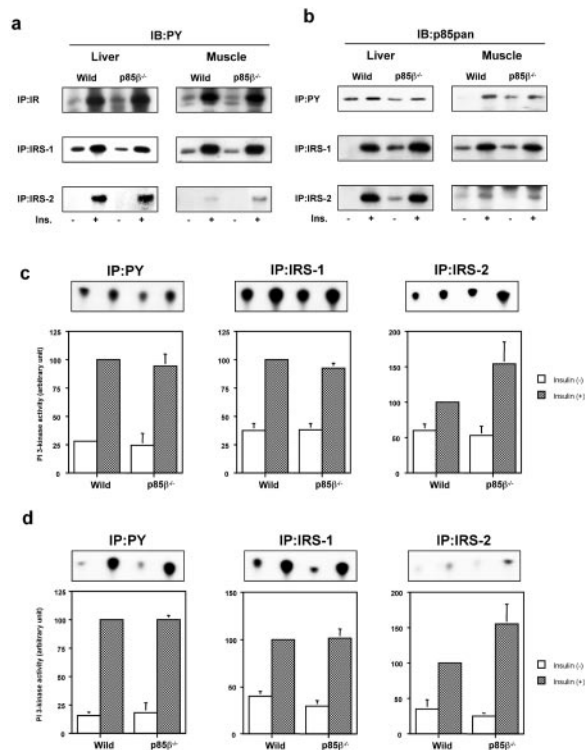 a
IB:PY
Liver Muscle
Wild p85β-/- Wild p85β-/-
IP:IR
IP:IRS-1
IP:IRS-2
Ins. - + - + - + - +
b
IB:p85pan
Liver Muscle
Wild p85β-/- Wild p85β-/-
IP:PY
IP:IRS-1
IP:IRS-2
Ins. - + - + - + - +
c
IP:PY IP:IRS-1 IP:IRS-2
PI 3-kinase activity (arbitrary unit)
125
100
75
50
25
0
Wild p85β-/-
125
100
75
50
25
0
Wild p85β-/-
200
150
100
50
0
Wild p85β-/-
Insulin (-)
Insulin (+)
d
IP:PY IP:IRS-1 IP:IRS-2
PI 3-kinase activity (arbitrary unit)
125
100
75
50
25
0
Wild p85β-/-
150
100
50
0
Wild p85β-/-
200
150
100
50
0
Wild p85β-/-
Insulin (-)
Insulin (+)